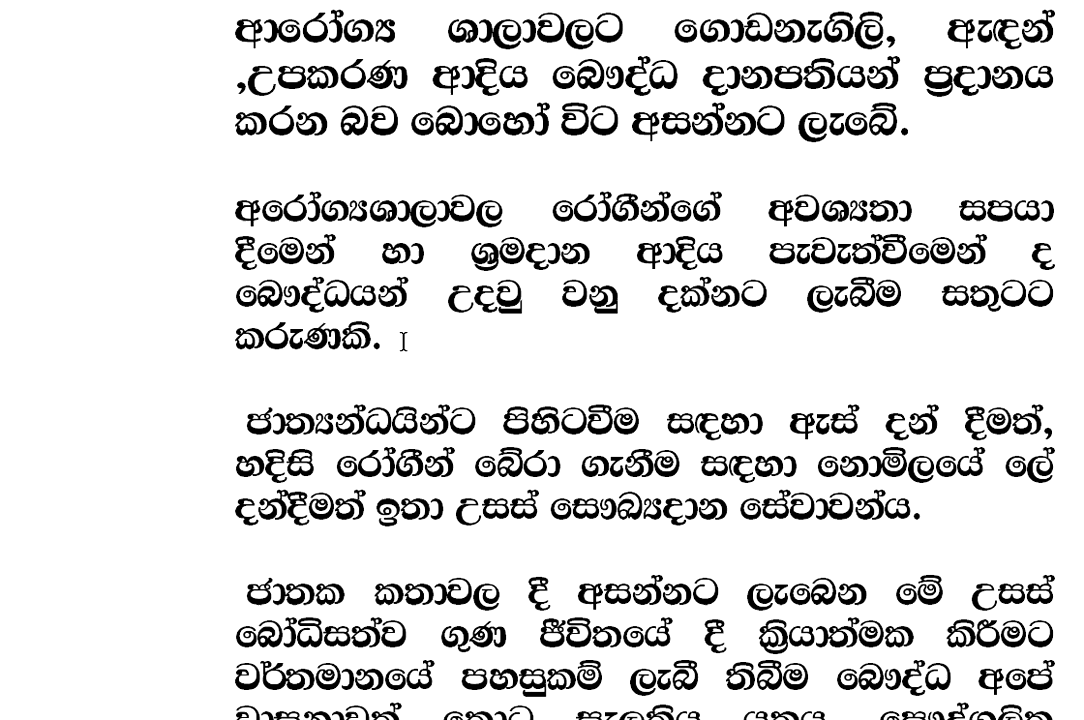 ආරෝග්‍ය ශාලාවලට ගොඩනැගිලි, ඇඳන්
,උපකරණ ආදිය බෞද්ධ දානපතියන් ප්‍රදානය
කරන බව බොහෝ විට අසන්නට ලැබේ.
අරෝග්‍යශාලාවල රෝගීන්ගේ අවශ්‍යතා සපයා
දීමෙන් හා ශ්‍රමදාන ආදිය පැවැත්වීමෙන් ද
බෞද්ධයන් උදවු වනු දක්නට ලැබීම සතුටට
කරුණකි.
ජාත්‍යන්ධයින්ට පිහිටවීම සඳහා ඇස් දන් දීමත්,
හදිසි රෝගීන් බේරා ගැනීම සඳහා නොමිලයේ ලේ
දන්දීමත් ඉතා උසස් සෞඛ්‍යදාන සේවාවන්ය.
ජාතක කතාවල දී අසන්නට ලැබෙන මේ උසස්
බෝධිසත්ව ගුණ ජීවිතයේ දී ක්‍රියාත්මක කිරීමට
වර්තමානයේ පහසුකම් ලැබී තිබීම බෞද්ධ අපේ